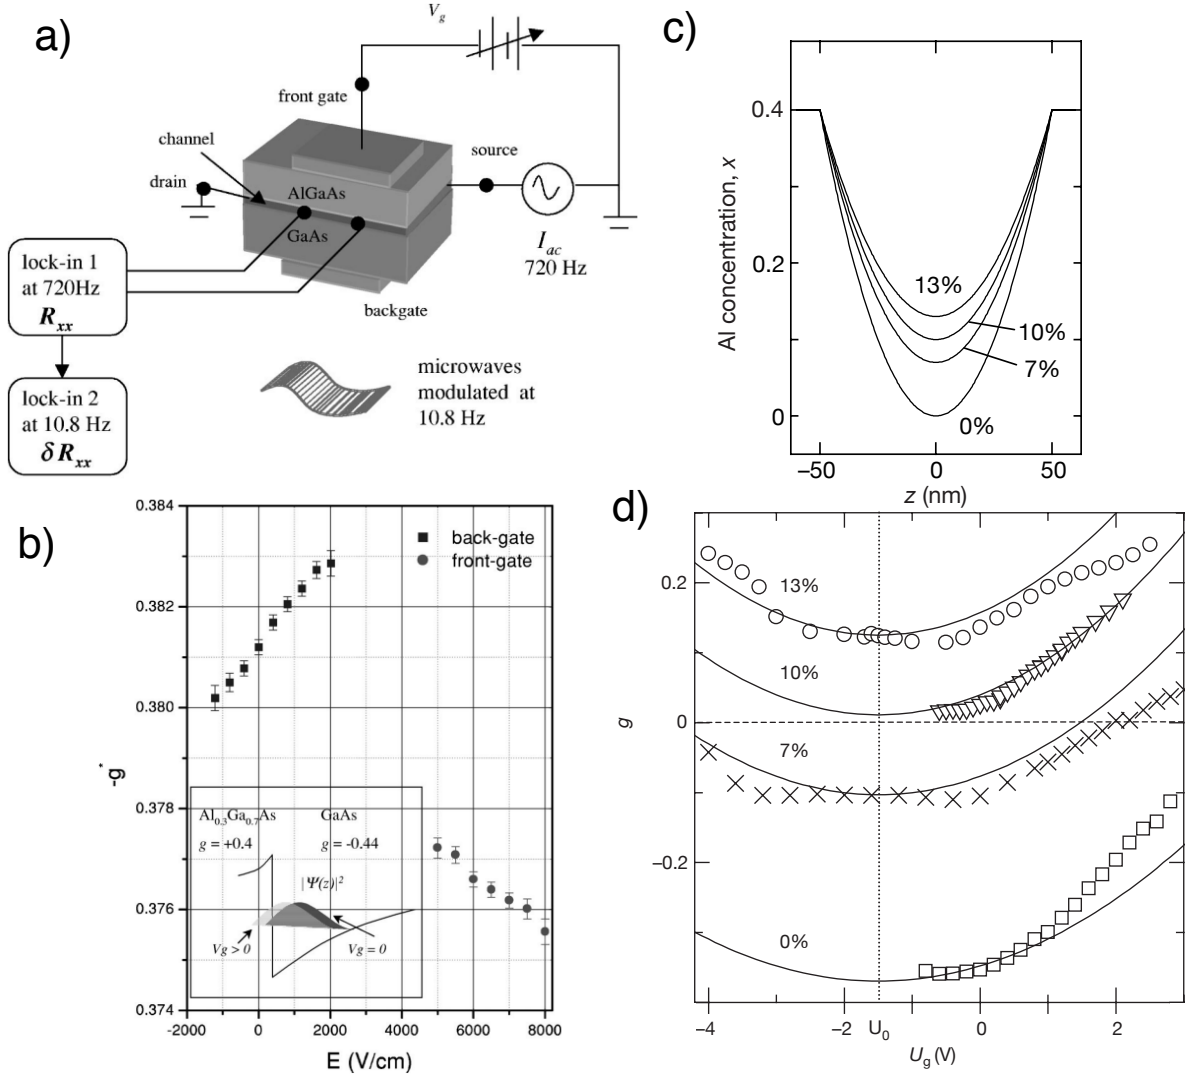 a)
V_g
front gate
channel
source
drain
AlGaAs
GaAs
I_ac
720 Hz
lock-in 1
at 720Hz
R_xx
backgate
lock-in 2
at 10.8 Hz
δR_xx
microwaves
modulated at
10.8 Hz
b)
0.384
0.382
0.380
0.378
0.376
0.374
-g*
back-gate
front-gate
Al0.3Ga0.7As GaAs
g = +0.4 g = -0.44
|Ψ(z)|²
Vg > 0 Vg = 0
-2000 0 2000 4000 6000 8000
E (V/cm)
c)
Al concentration, x
0.4
0.2
0
13%
10%
7%
0%
−50 0 50
z (nm)
d)
g
0.2
0
−0.2
13%
10%
7%
0%
−4 −2 U0 0 2
Ug (V)